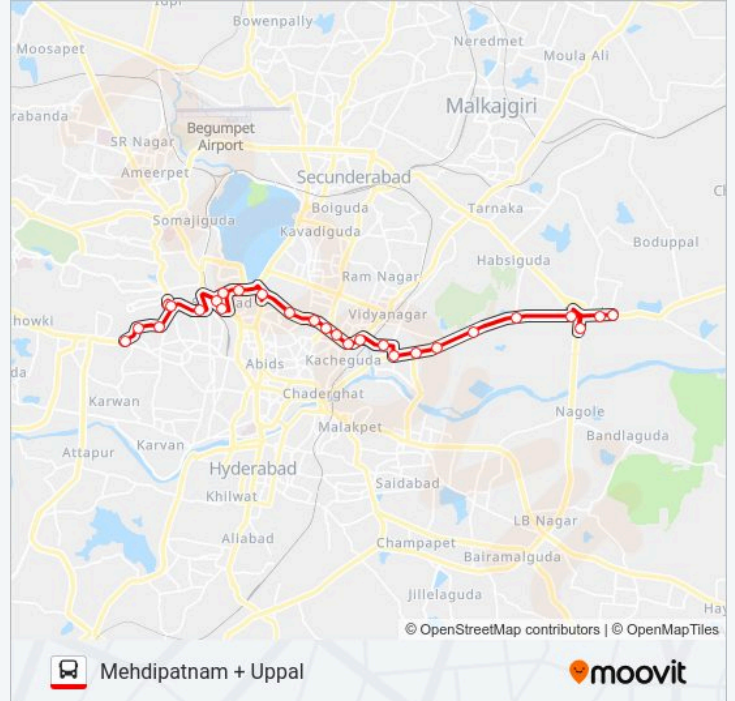 Bowenpally
Moosapet
Neredmet
Moula Ali
Malkajgiri
Begumpet
Airport
SR Nagar
Ameerpet
Secunderabad
Boiguda
Tarnaka
Somajiguda
Kavadiguda
Boduppal
Habsiguda
Ram Nagar
Vidyanagar
Abids
Kacheguda
Karwan
Chaderghat
Nagole
Malakpet
Bandlaguda
Attapur
Karvan
Hyderabad
Saidabad
Khilwat
LB Nagar
Aliabad
Champapet
Bairamalguda
Jillelaguda
© OpenStreetMap contributors | © OpenMapTiles
Mehdipatnam + Uppal
moovit